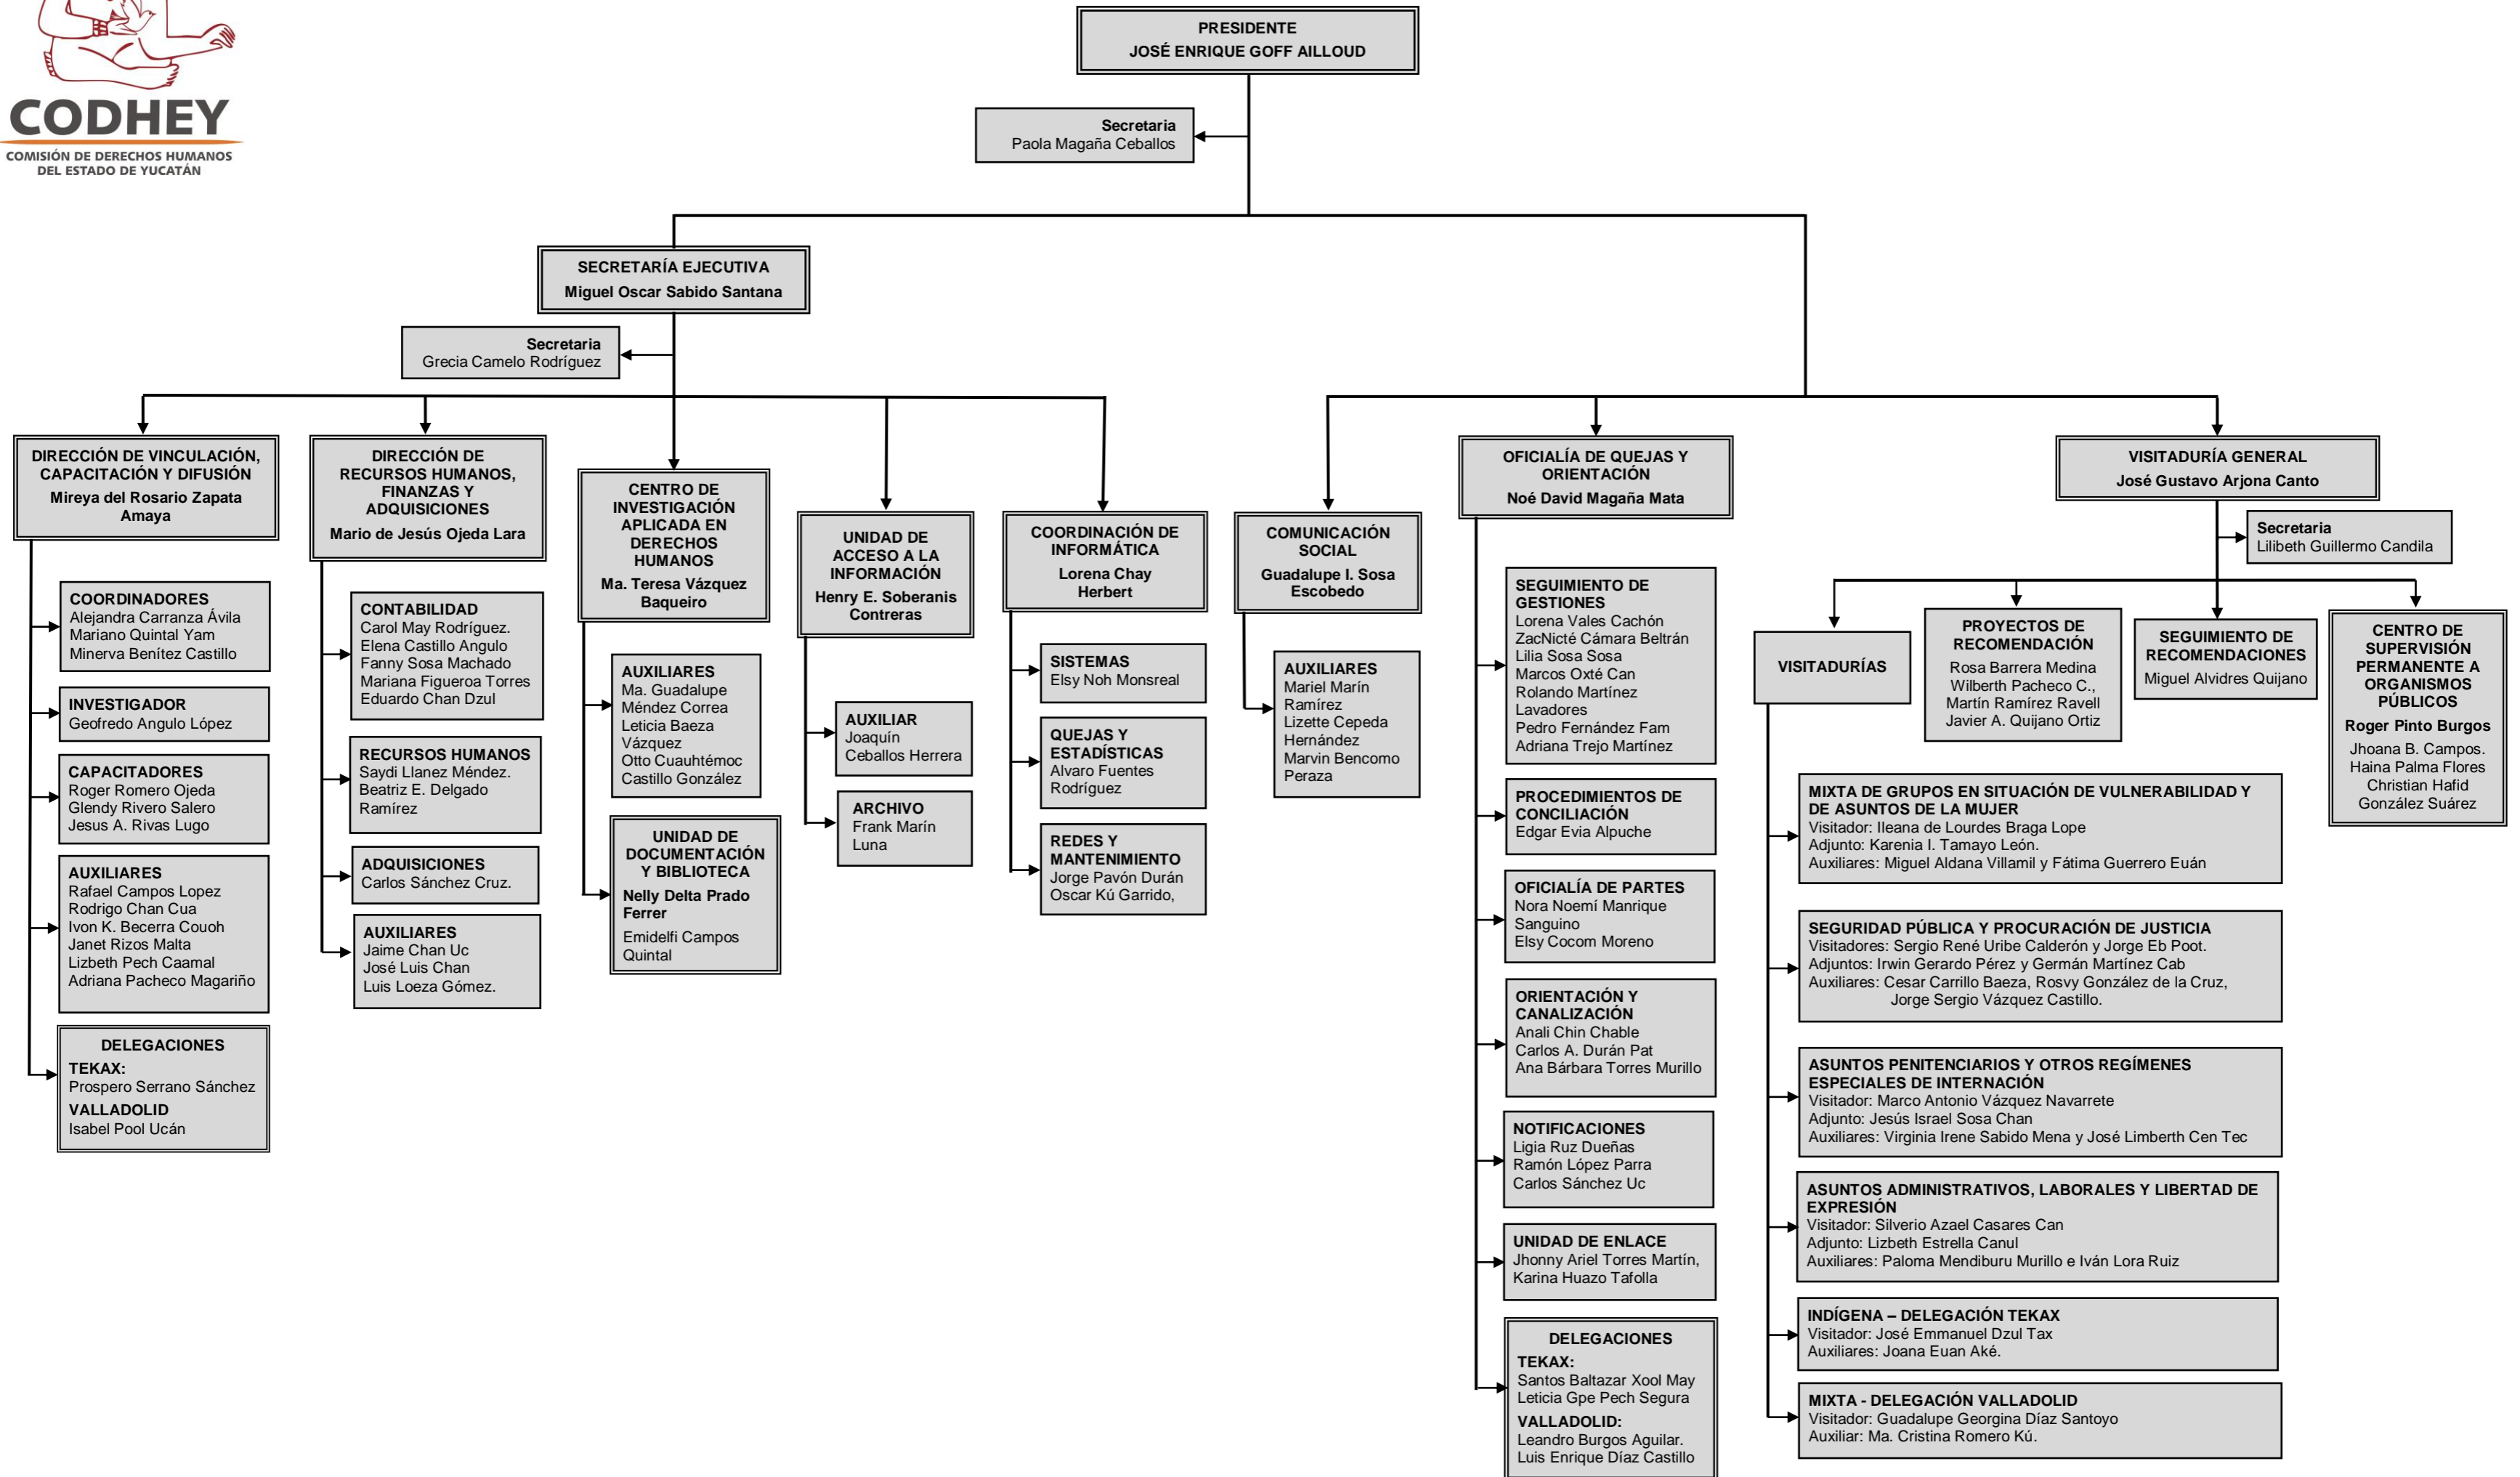 CODHEY
COMISIÓN DE DERECHOS HUMANOS
DEL ESTADO DE YUCATÁN
PRESIDENTE
JOSÉ ENRIQUE GOFF AILLOUD
Secretaria
Paola Magaña Ceballos
SECRETARÍA EJECUTIVA
Miguel Oscar Sabido Santana
Secretaria
Grecia Camelo Rodríguez
DIRECCIÓN DE VINCULACIÓN,
CAPACITACIÓN Y DIFUSIÓN
Mireya del Rosario Zapata
Amaya
COORDINADORES
Alejandra Carranza Ávila
Mariano Quintal Yam
Minerva Benítez Castillo
INVESTIGADOR
Geofredo Angulo López
CAPACITADORES
Roger Romero Ojeda
Glendy Rivero Salero
Jesus A. Rivas Lugo
AUXILIARES
Rafael Campos Lopez
Rodrigo Chan Cua
Ivon K. Becerra Couoh
Janet Rizos Malta
Lizbeth Pech Caamal
Adriana Pacheco Magariño
DELEGACIONES
TEKAX:
Prospero Serrano Sánchez
VALLADOLID
Isabel Pool Ucán
DIRECCIÓN DE
RECURSOS HUMANOS,
FINANZAS Y
ADQUISICIONES
Mario de Jesús Ojeda Lara
CONTABILIDAD
Carol May Rodríguez.
Elena Castillo Angulo
Fanny Sosa Machado
Mariana Figueroa Torres
Eduardo Chan Dzul
RECURSOS HUMANOS
Saydi Llanez Méndez.
Beatriz E. Delgado
Ramírez
ADQUISICIONES
Carlos Sánchez Cruz.
AUXILIARES
Jaime Chan Uc
José Luis Chan
Luis Loeza Gómez.
CENTRO DE
INVESTIGACIÓN
APLICADA EN
DERECHOS
HUMANOS
Ma. Teresa Vázquez
Baqueiro
AUXILIARES
Ma. Guadalupe
Méndez Correa
Leticia Baeza
Vázquez
Otto Cuauhtémoc
Castillo González
UNIDAD DE
DOCUMENTACIÓN
Y BIBLIOTECA
Nelly Delta Prado
Ferrer
Emidelfi Campos
Quintal
UNIDAD DE
ACCESO A LA
INFORMACIÓN
Henry E. Soberanis
Contreras
AUXILIAR
Joaquín
Ceballos Herrera
ARCHIVO
Frank Marín
Luna
COORDINACIÓN DE
INFORMÁTICA
Lorena Chay
Herbert
SISTEMAS
Elsy Noh Monsreal
QUEJAS Y
ESTADÍSTICAS
Alvaro Fuentes
Rodríguez
REDES Y
MANTENIMIENTO
Jorge Pavón Durán
Oscar Kú Garrido,
COMUNICACIÓN
SOCIAL
Guadalupe I. Sosa
Escobedo
AUXILIARES
Mariel Marín
Ramírez
Lizette Cepeda
Hernández
Marvin Bencomo
Peraza
OFICIALÍA DE QUEJAS Y
ORIENTACIÓN
Noé David Magaña Mata
SEGUIMIENTO DE
GESTIONES
Lorena Vales Cachón
ZacNicté Cámara Beltrán
Lilia Sosa Sosa
Marcos Oxté Can
Rolando Martínez
Lavadores
Pedro Fernández Fam
Adriana Trejo Martínez
PROCEDIMIENTOS DE
CONCILIACIÓN
Edgar Evia Alpuche
OFICIALÍA DE PARTES
Nora Noemí Manrique
Sanguino
Elsy Cocom Moreno
ORIENTACIÓN Y
CANALIZACIÓN
Anali Chin Chable
Carlos A. Durán Pat
Ana Bárbara Torres Murillo
NOTIFICACIONES
Ligia Ruz Dueñas
Ramón López Parra
Carlos Sánchez Uc
UNIDAD DE ENLACE
Jhonny Ariel Torres Martín,
Karina Huazo Tafolla
DELEGACIONES
TEKAX:
Santos Baltazar Xool May
Leticia Gpe Pech Segura
VALLADOLID:
Leandro Burgos Aguilar.
Luis Enrique Díaz Castillo
VISITADURÍA GENERAL
José Gustavo Arjona Canto
Secretaria
Lilibeth Guillermo Candila
VISITADURÍAS
PROYECTOS DE
RECOMENDACIÓN
Rosa Barrera Medina
Wilberth Pacheco C.,
Martín Ramírez Ravell
Javier A. Quijano Ortiz
SEGUIMIENTO DE
RECOMENDACIONES
Miguel Alvidres Quijano
CENTRO DE
SUPERVISIÓN
PERMANENTE A
ORGANISMOS
PÚBLICOS
Roger Pinto Burgos
Jhoana B. Campos.
Haina Palma Flores
Christian Hafid
González Suárez
MIXTA DE GRUPOS EN SITUACIÓN DE VULNERABILIDAD Y
DE ASUNTOS DE LA MUJER
Visitador: Ileana de Lourdes Braga Lope
Adjunto: Karenia I. Tamayo León.
Auxiliares: Miguel Aldana Villamil y Fátima Guerrero Euán
SEGURIDAD PÚBLICA Y PROCURACIÓN DE JUSTICIA
Visitadores: Sergio René Uribe Calderón y Jorge Eb Poot.
Adjuntos: Irwin Gerardo Pérez y Germán Martínez Cab
Auxiliares: Cesar Carrillo Baeza, Rosvy González de la Cruz,
Jorge Sergio Vázquez Castillo.
ASUNTOS PENITENCIARIOS Y OTROS REGÍMENES
ESPECIALES DE INTERNACIÓN
Visitador: Marco Antonio Vázquez Navarrete
Adjunto: Jesús Israel Sosa Chan
Auxiliares: Virginia Irene Sabido Mena y José Limberth Cen Tec
ASUNTOS ADMINISTRATIVOS, LABORALES Y LIBERTAD DE
EXPRESIÓN
Visitador: Silverio Azael Casares Can
Adjunto: Lizbeth Estrella Canul
Auxiliares: Paloma Mendiburu Murillo e Iván Lora Ruiz
INDÍGENA – DELEGACIÓN TEKAX
Visitador: José Emmanuel Dzul Tax
Auxiliares: Joana Euan Aké.
MIXTA - DELEGACIÓN VALLADOLID
Visitador: Guadalupe Georgina Díaz Santoyo
Auxiliar: Ma. Cristina Romero Kú.